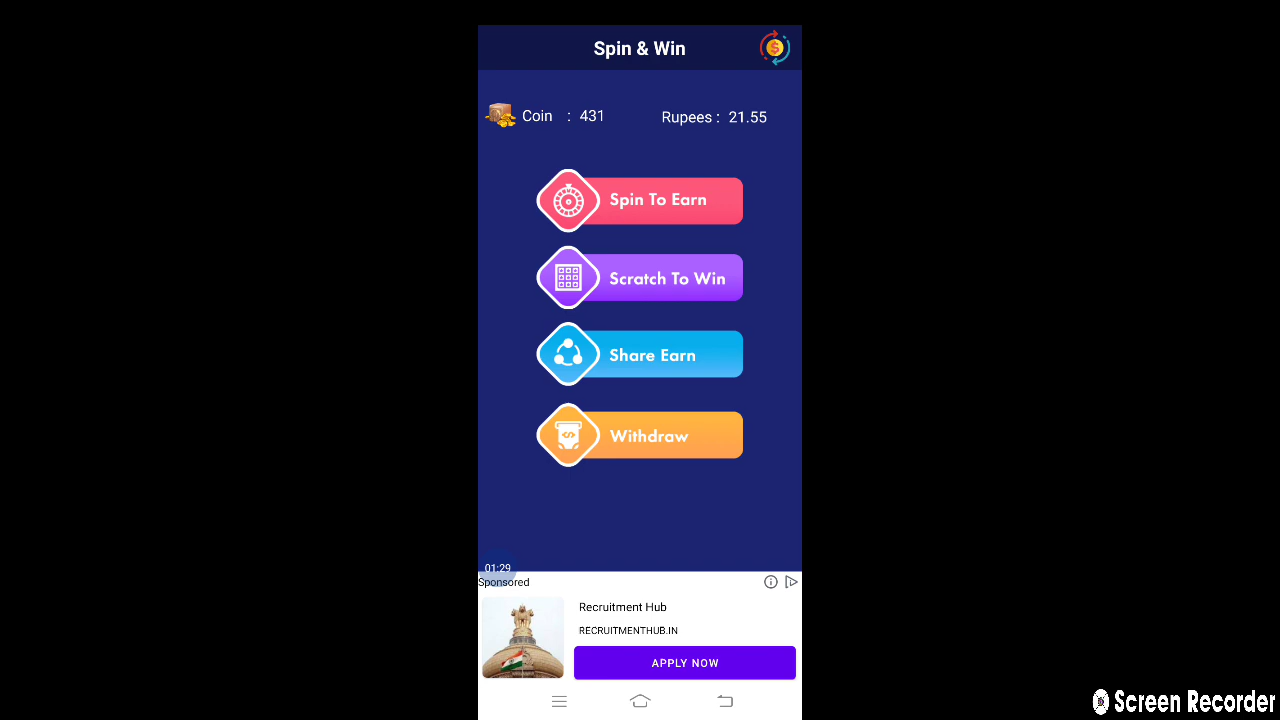 Spin & Win
Coin : 431 Rupees : 21.55
Spin To Earn
Scratch To Win
Share Earn
Withdraw
01:29
Sponsored
Recruitment Hub
RECRUITMENTHUB.IN
APPLY NOW
Screen Recorder